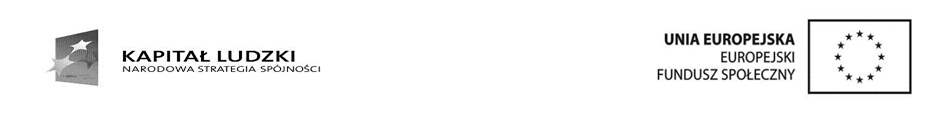 KAPITAŁ LUDZKI
NARODOWA STRATEGIA SPÓJNOŚCI
UNIA EUROPEJSKA
EUROPEJSKI
FUNDUSZ SPOŁECZNY